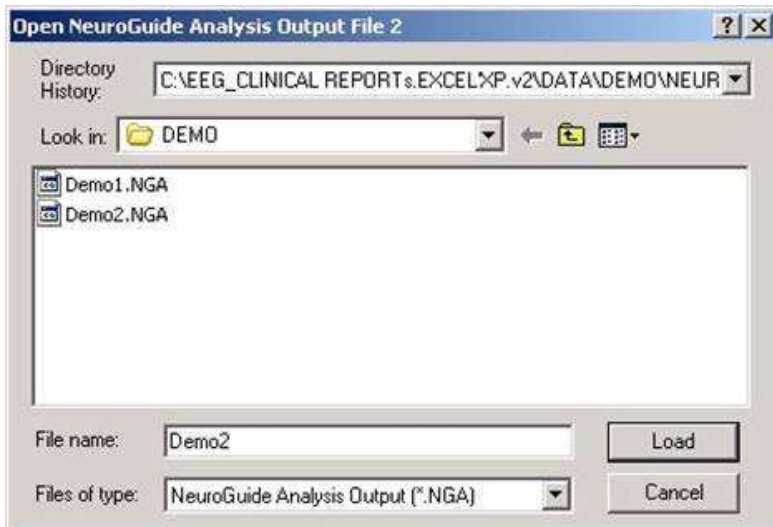 Open NeuroGuide Analysis Output File 2
Directory
History:
C:\EEG_CLINICAL REPORTs.EXCEL'XP.v2\DATA\DEMO\NEUR
Look in:
DEMO
Demo1.NGA
Demo2.NGA
File name:
Demo2
Load
Files of type:
NeuroGuide Analysis Output (*.NGA)
Cancel